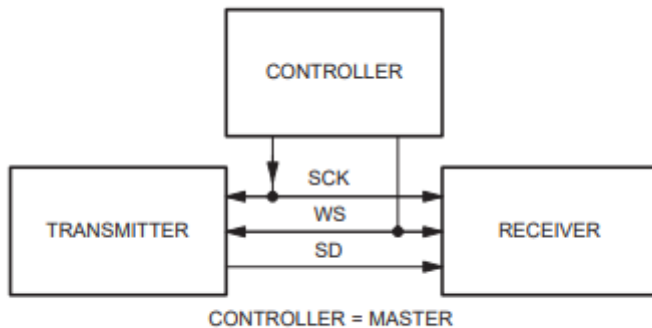 CONTROLLER
SCK
TRANSMITTER
WS
RECEIVER
SD
CONTROLLER = MASTER